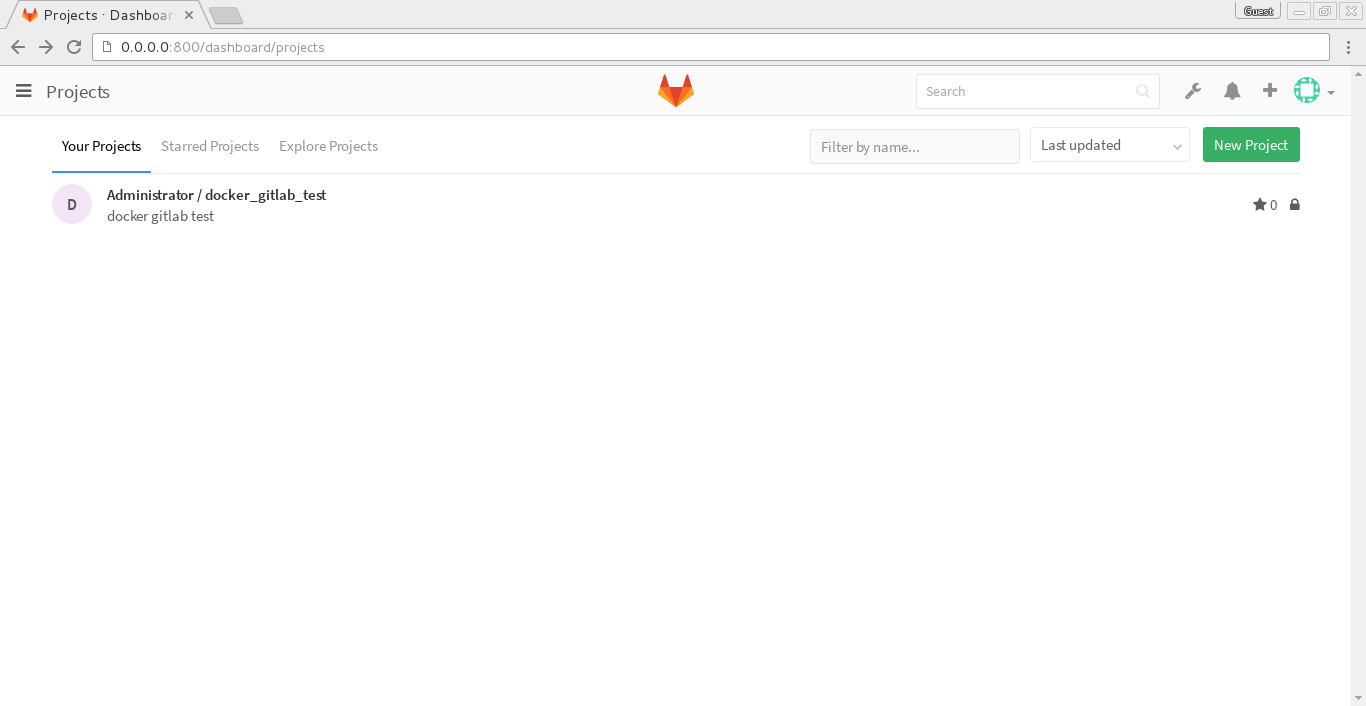 Projects · Dashboar
Guest
0.0.0.0:800/dashboard/projects
Projects
Search
Your Projects
Starred Projects
Explore Projects
Filter by name...
Last updated
New Project
D
Administrator / docker_gitlab_test
0
docker gitlab test